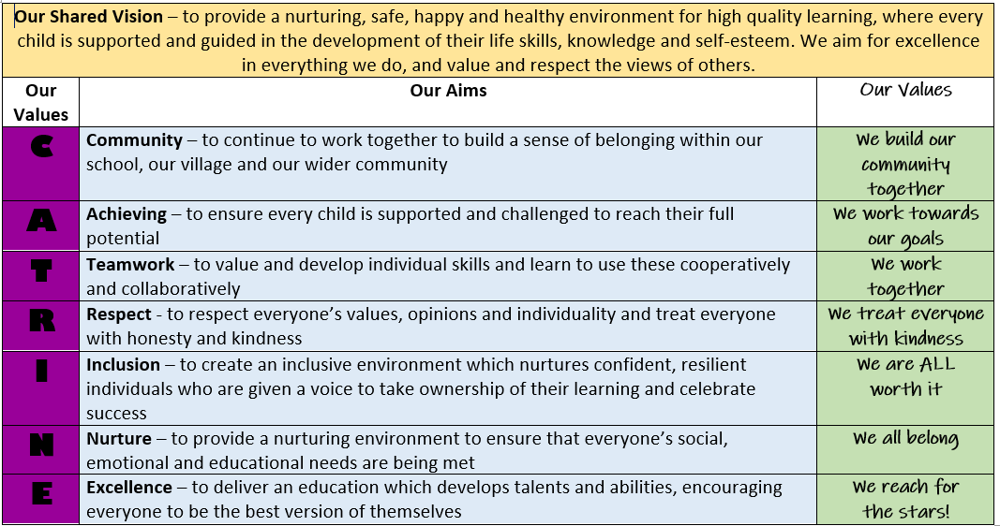 Our Shared Vision – to provide a nurturing, safe, happy and healthy environment for high quality learning, where every
child is supported and guided in the development of their life skills, knowledge and self-esteem. We aim for excellence
in everything we do, and value and respect the views of others.
Our
Values
Our Aims
Our Values
C
Community – to continue to work together to build a sense of belonging within our
school, our village and our wider community
We build our
community
together
A
Achieving – to ensure every child is supported and challenged to reach their full
potential
We work towards
our goals
T
Teamwork – to value and develop individual skills and learn to use these cooperatively
and collaboratively
We work
together
R
Respect - to respect everyone’s values, opinions and individuality and treat everyone
with honesty and kindness
We treat everyone
with kindness
I
Inclusion – to create an inclusive environment which nurtures confident, resilient
individuals who are given a voice to take ownership of their learning and celebrate
success
We are ALL
worth it
N
Nurture – to provide a nurturing environment to ensure that everyone’s social,
emotional and educational needs are being met
We all belong
E
Excellence – to deliver an education which develops talents and abilities, encouraging
everyone to be the best version of themselves
We reach for
the stars!